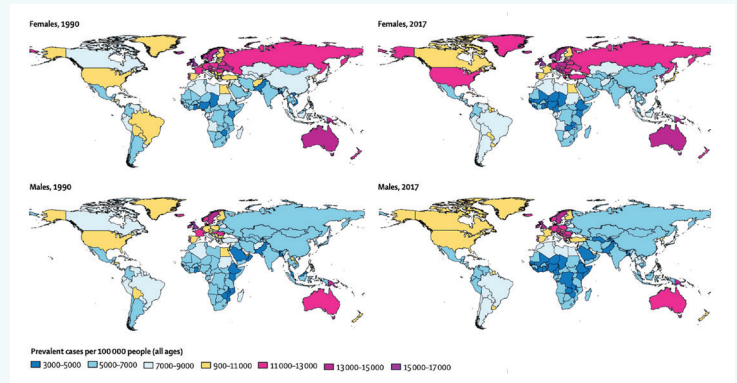 Females, 1990
Females, 2017
Males, 1990
Males, 2017
Prevalent cases per 100 000 people (all ages)
3000–5000 5000–7000 7000–9000 900–11 000 11 000–13 000 13 000–15 000 15 000–17 000